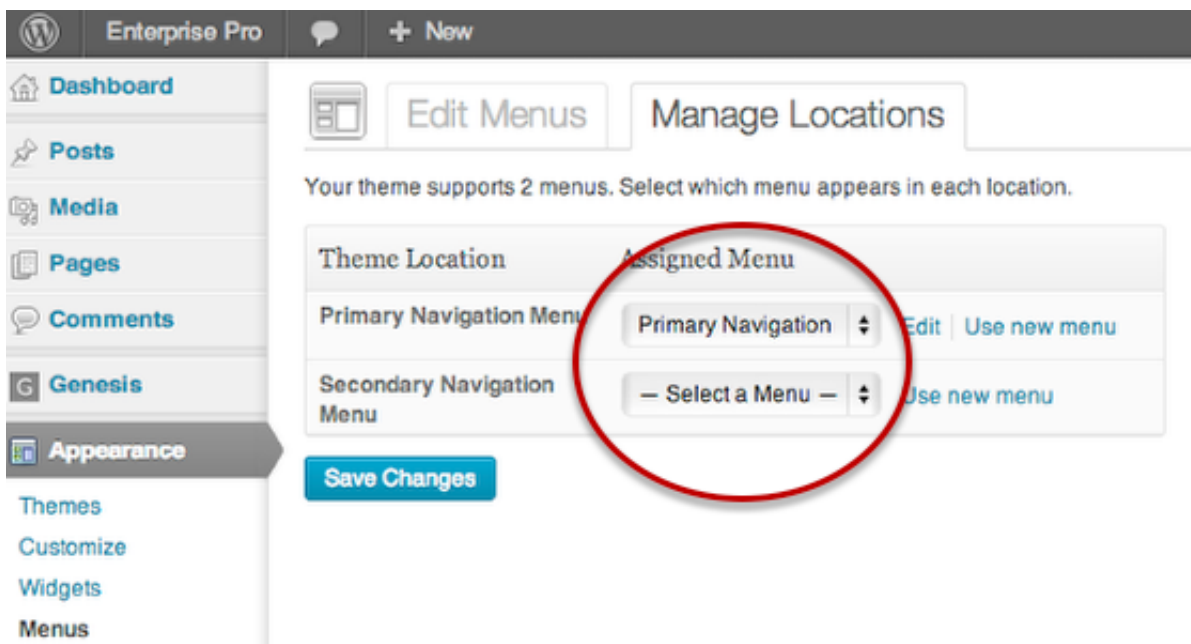 Enterprise Pro
+ New
Dashboard
Posts
Media
Pages
Comments
G Genesis
Appearance
Themes
Customize
Widgets
Menus
Edit Menus
Manage Locations
Your theme supports 2 menus. Select which menu appears in each location.
Theme Location Assigned Menu
Primary Navigation Menu Primary Navigation Edit | Use new menu
Secondary Navigation — Select a Menu — Use new menu
Menu
Save Changes